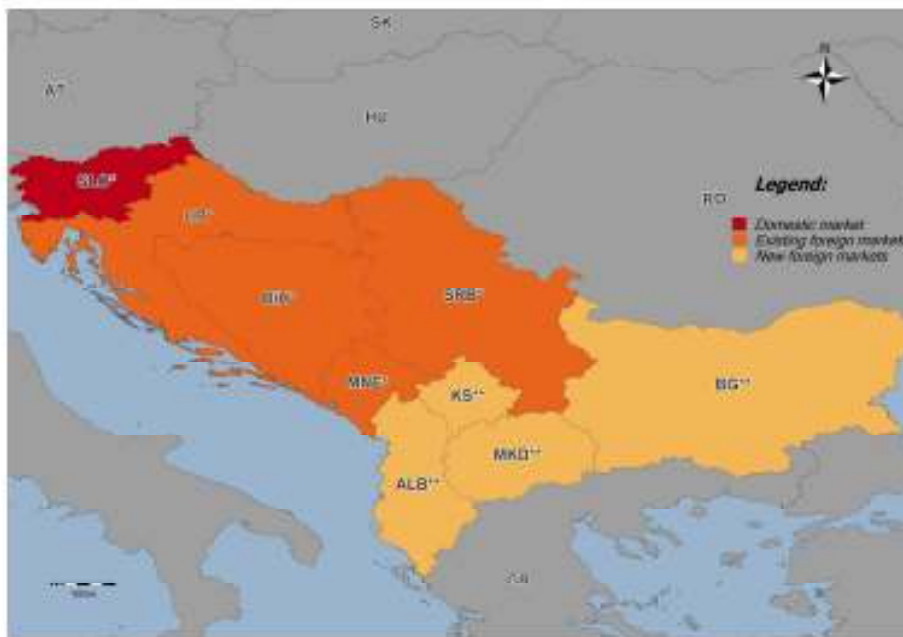 SK
N
AT
HU
Legend:
RO
Domestic market
Existing foreign market
New foreign markets
SRB
MNE
KS**
BG**
MKD**
ALB**